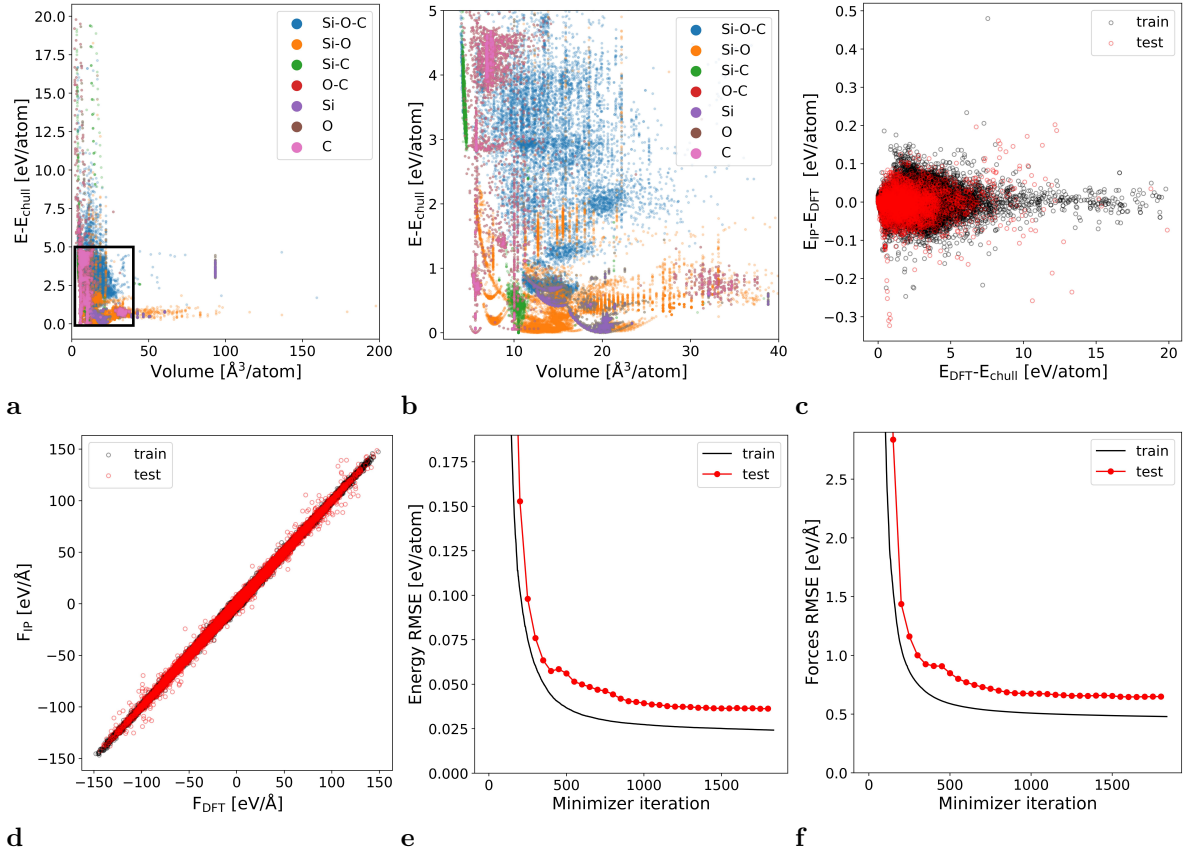 20.0
17.5
15.0
12.5
10.0
7.5
5.0
2.5
0.0
E-E_chull [eV/atom]
0 50 100 150 200
Volume [Å³/atom]
Si-O-C
Si-O
Si-C
O-C
Si
O
C
a
5
4
3
2
1
0
E-E_chull [eV/atom]
10 20 30 40
Volume [Å³/atom]
Si-O-C
Si-O
Si-C
O-C
Si
O
C
b
0.5
0.4
0.3
0.2
0.1
0.0
−0.1
−0.2
−0.3
E_IP-E_DFT [eV/atom]
0 5 10 15 20
E_DFT-E_chull [eV/atom]
train
test
c
150
100
50
0
−50
−100
−150
F_IP [eV/Å]
−150 −100 −50 0 50 100 150
F_DFT [eV/Å]
train
test
d
0.175
0.150
0.125
0.100
0.075
0.050
0.025
0.000
Energy RMSE [eV/atom]
0 500 1000 1500
Minimizer iteration
train
test
e
2.5
2.0
1.5
1.0
0.5
0.0
Forces RMSE [eV/Å]
0 500 1000 1500
Minimizer iteration
train
test
f